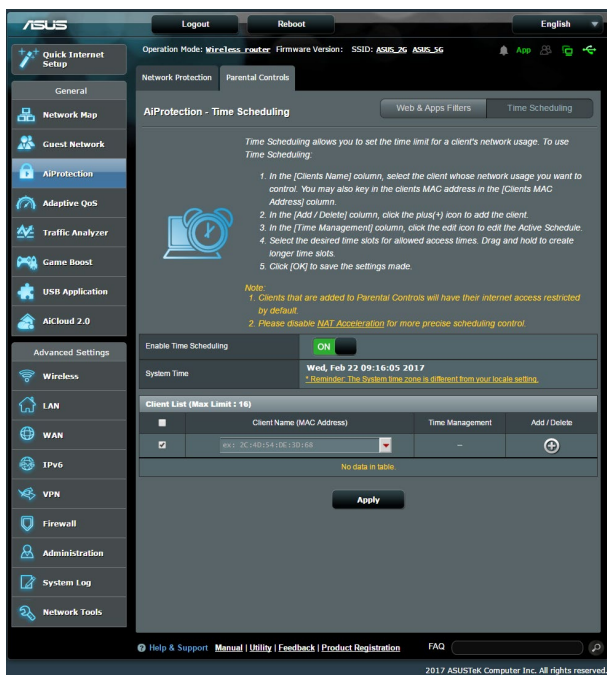 ASUS
Logout
Reboot
English
Quick Internet
Setup
Operation Mode: Wireless router Firmware Version: SSID: ASUS_2G ASUS_5G
App
Network Protection
Parental Controls
General
Network Map
Guest Network
AiProtection
Adaptive QoS
Traffic Analyzer
Game Boost
USB Application
AiCloud 2.0
Advanced Settings
Wireless
LAN
WAN
IPv6
VPN
Firewall
Administration
System Log
Network Tools
AiProtection - Time Scheduling
Web & Apps Filters
Time Scheduling
Time Scheduling allows you to set the time limit for a client's network usage. To use
Time Scheduling:
1. In the [Clients Name] column, select the client whose network usage you want to
control. You may also key in the clients MAC address in the [Clients MAC
Address] column.
2. In the [Add / Delete] column, click the plus(+) icon to add the client.
3. In the [Time Management] column, click the edit icon to edit the Active Schedule.
4. Select the desired time slots for allowed access times. Drag and hold to create
longer time slots.
5. Click [OK] to save the settings made.
Note:
1. Clients that are added to Parental Controls will have their internet access restricted
by default.
2. Please disable NAT Acceleration for more precise scheduling control.
Enable Time Scheduling
ON
System Time
Wed, Feb 22 09:16:05 2017
* Reminder: The System time zone is different from your locale setting.
Client List (Max Limit : 16)
Client Name (MAC Address)
Time Management
Add / Delete
ex: 2C:4D:54:DE:3D:68
–
No data in table.
Apply
Help & Support Manual | Utility | Feedback | Product Registration
FAQ
2017 ASUSTeK Computer Inc. All rights reserved.